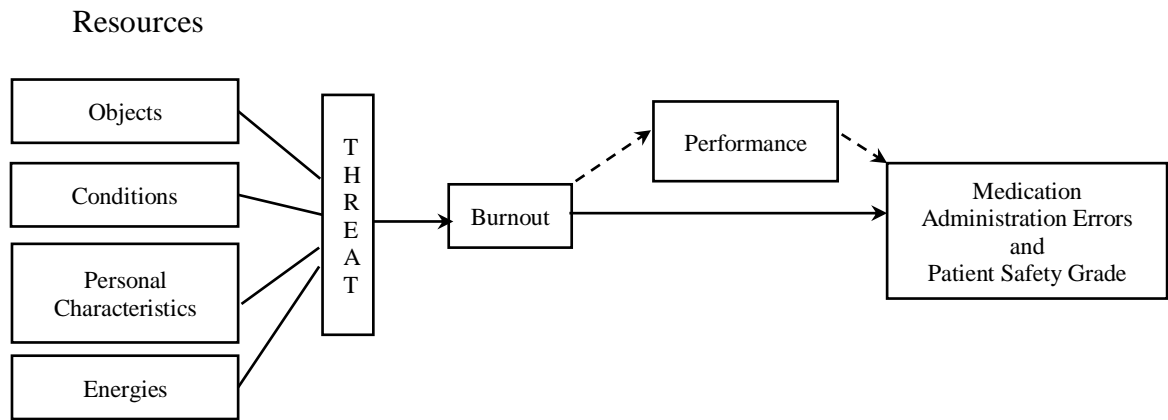 Resources
Objects
Conditions
Personal
Characteristics
Energies
T
H
R
E
A
T
Burnout
Performance
Medication
Administration Errors
and
Patient Safety Grade